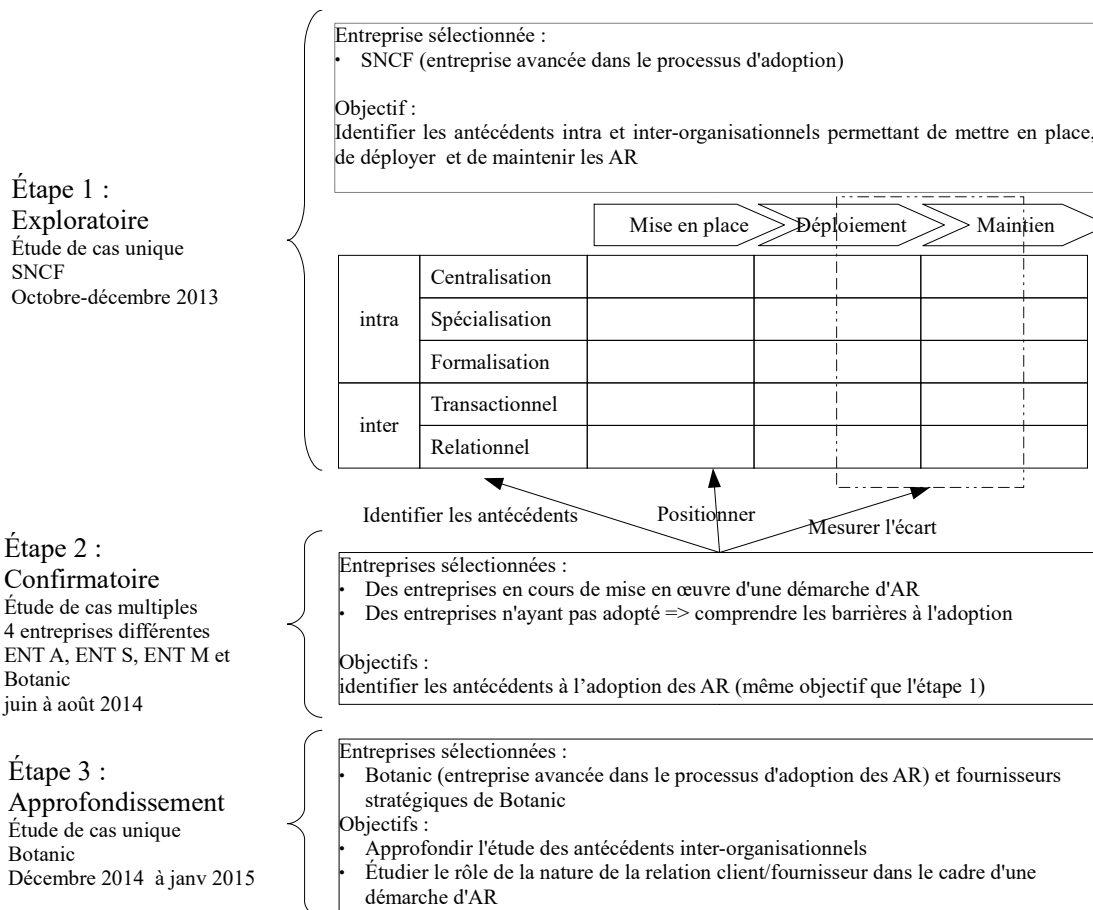 Étape 1 :
Exploratoire
Étude de cas unique
SNCF
Octobre-décembre 2013
Entreprise sélectionnée :
• SNCF (entreprise avancée dans le processus d'adoption)
Objectif :
Identifier les antécédents intra et inter-organisationnels permettant de mettre en place,
de déployer et de maintenir les AR
Mise en place
Déploiement
Maintien
intra
Centralisation
Spécialisation
Formalisation
inter
Transactionnel
Relationnel
Identifier les antécédents
Positionner
Mesurer l'écart
Étape 2 :
Confirmatoire
Étude de cas multiples
4 entreprises différentes
ENT A, ENT S, ENT M et
Botanic
juin à août 2014
Entreprises sélectionnées :
• Des entreprises en cours de mise en œuvre d'une démarche d'AR
• Des entreprises n'ayant pas adopté => comprendre les barrières à l'adoption
Objectifs :
identifier les antécédents à l’adoption des AR (même objectif que l'étape 1)
Étape 3 :
Approfondissement
Étude de cas unique
Botanic
Décembre 2014 à janv 2015
Entreprises sélectionnées :
• Botanic (entreprise avancée dans le processus d'adoption des AR) et fournisseurs
stratégiques de Botanic
Objectifs :
• Approfondir l'étude des antécédents inter-organisationnels
• Étudier le rôle de la nature de la relation client/fournisseur dans le cadre d'une
démarche d'AR